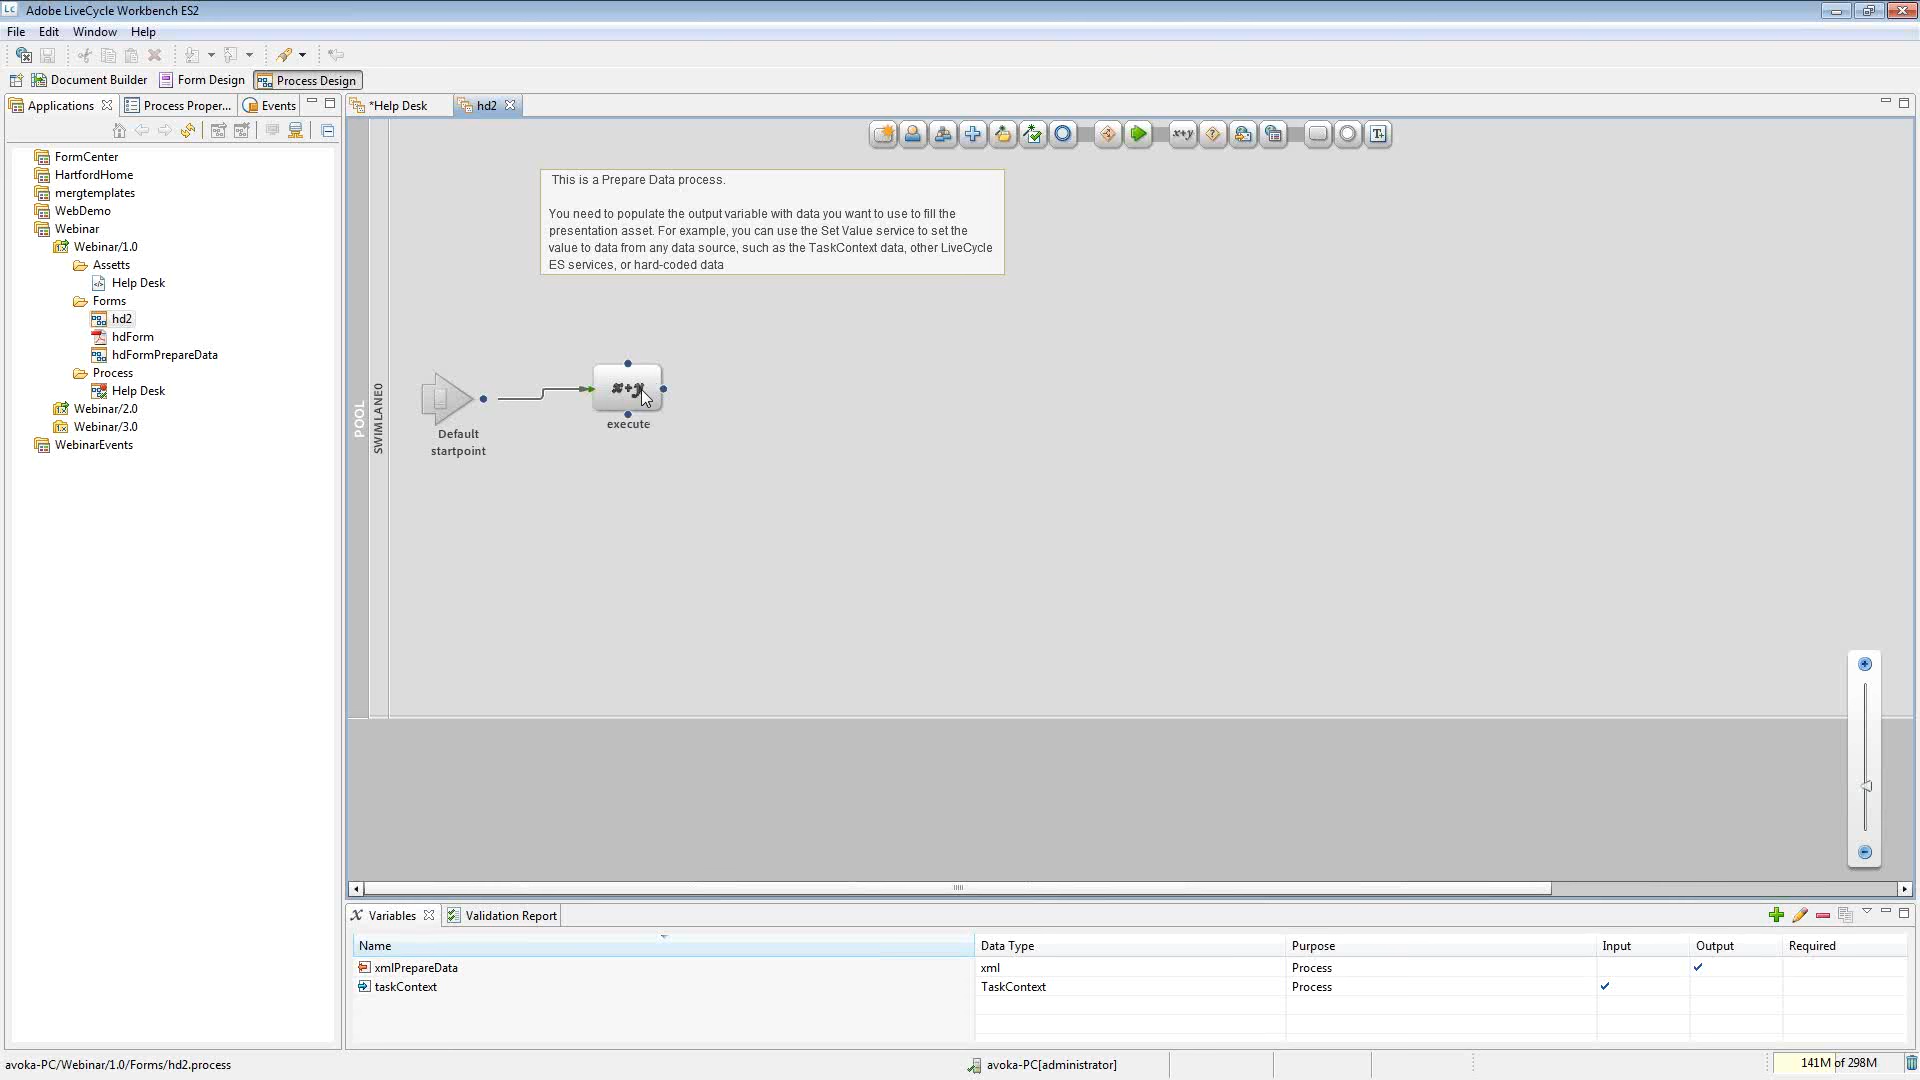 Lc Adobe LiveCycle Workbench ES2
File Edit Window Help
Document Builder Form Design Process Design
Applications Process Proper... Events
*Help Desk hd2
x+y
T
FormCenter
HartfordHome
mergtemplates
WebDemo
Webinar
Webinar/1.0
Assetts
Help Desk
Forms
hd2
hdForm
hdFormPrepareData
Process
Help Desk
Webinar/2.0
Webinar/3.0
WebinarEvents
This is a Prepare Data process.
You need to populate the output variable with data you want to use to fill the
presentation asset. For example, you can use the Set Value service to set the
value to data from any data source, such as the TaskContext data, other LiveCycle
ES services, or hard-coded data
POOL
SWIMLANE0
x+y
execute
Default
startpoint
Variables Validation Report
Name Data Type Purpose Input Output Required
xmlPrepareData xml Process
taskContext TaskContext Process
avoka-PC/Webinar/1.0/Forms/hd2.process avoka-PC[administrator] 141M of 298M